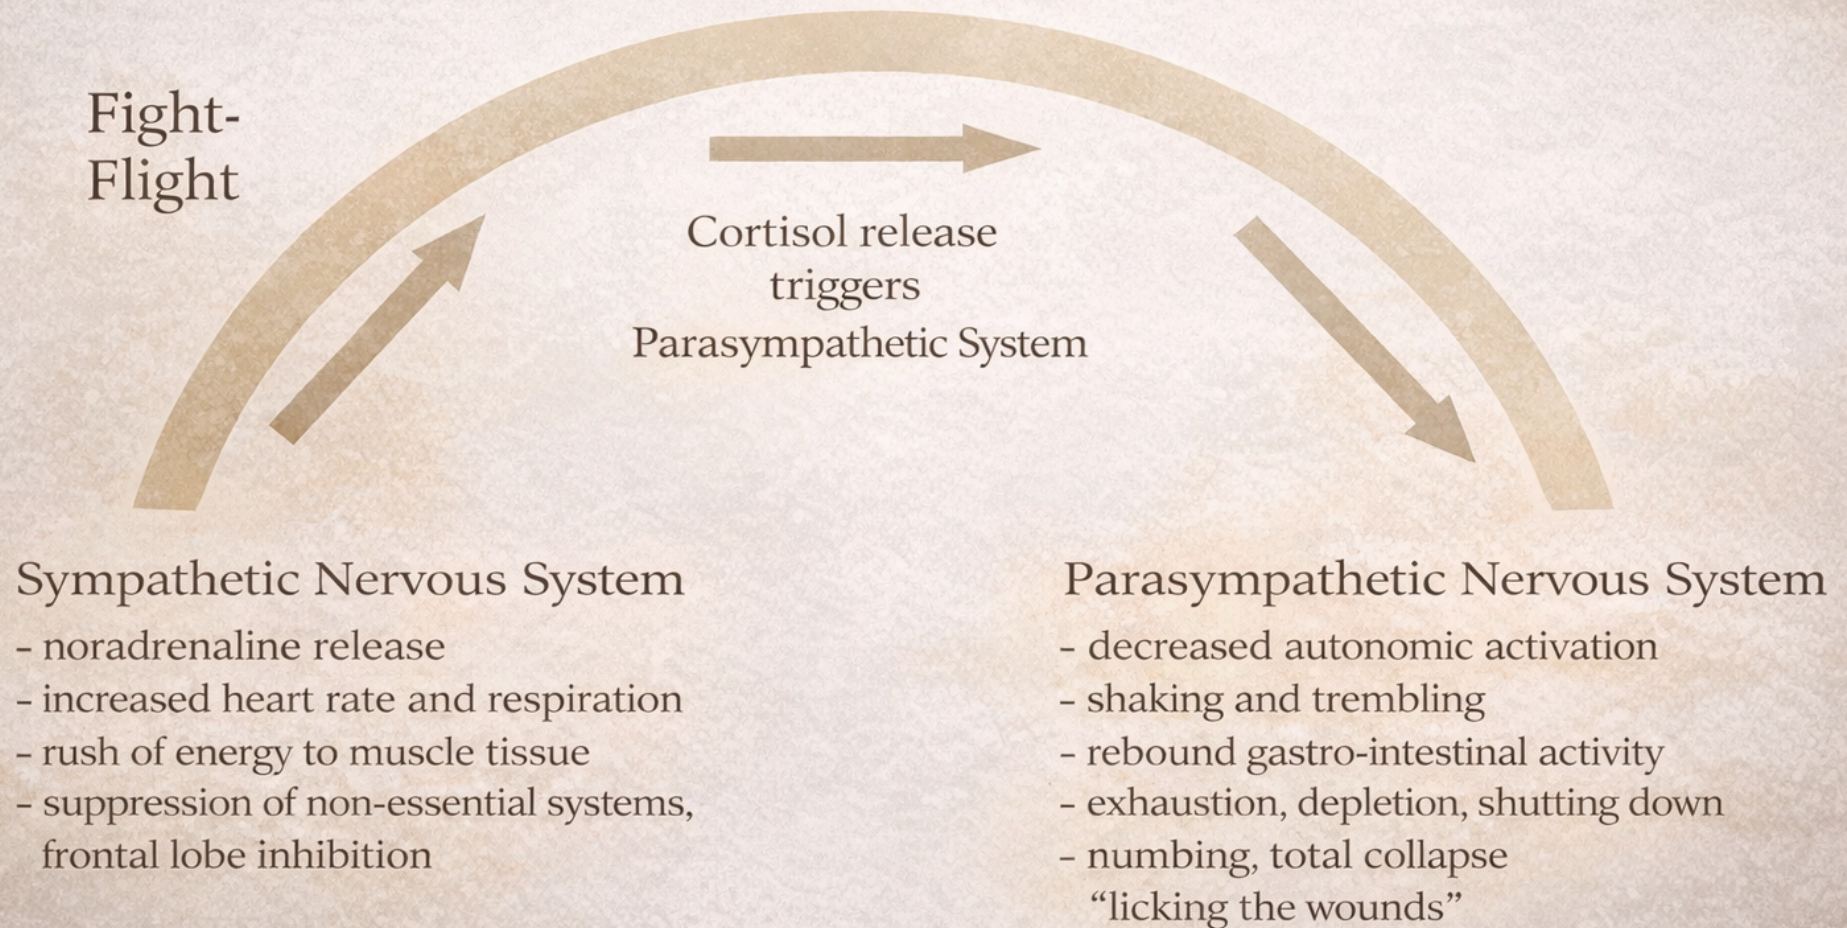 Fight-
Flight
Cortisol release
triggers
Parasympathetic System
Sympathetic Nervous System
– noradrenaline release
– increased heart rate and respiration
– rush of energy to muscle tissue
– suppression of non-essential systems,
frontal lobe inhibition
Parasympathetic Nervous System
– decreased autonomic activation
– shaking and trembling
– rebound gastro-intestinal activity
– exhaustion, depletion, shutting down
– numbing, total collapse
“licking the wounds”